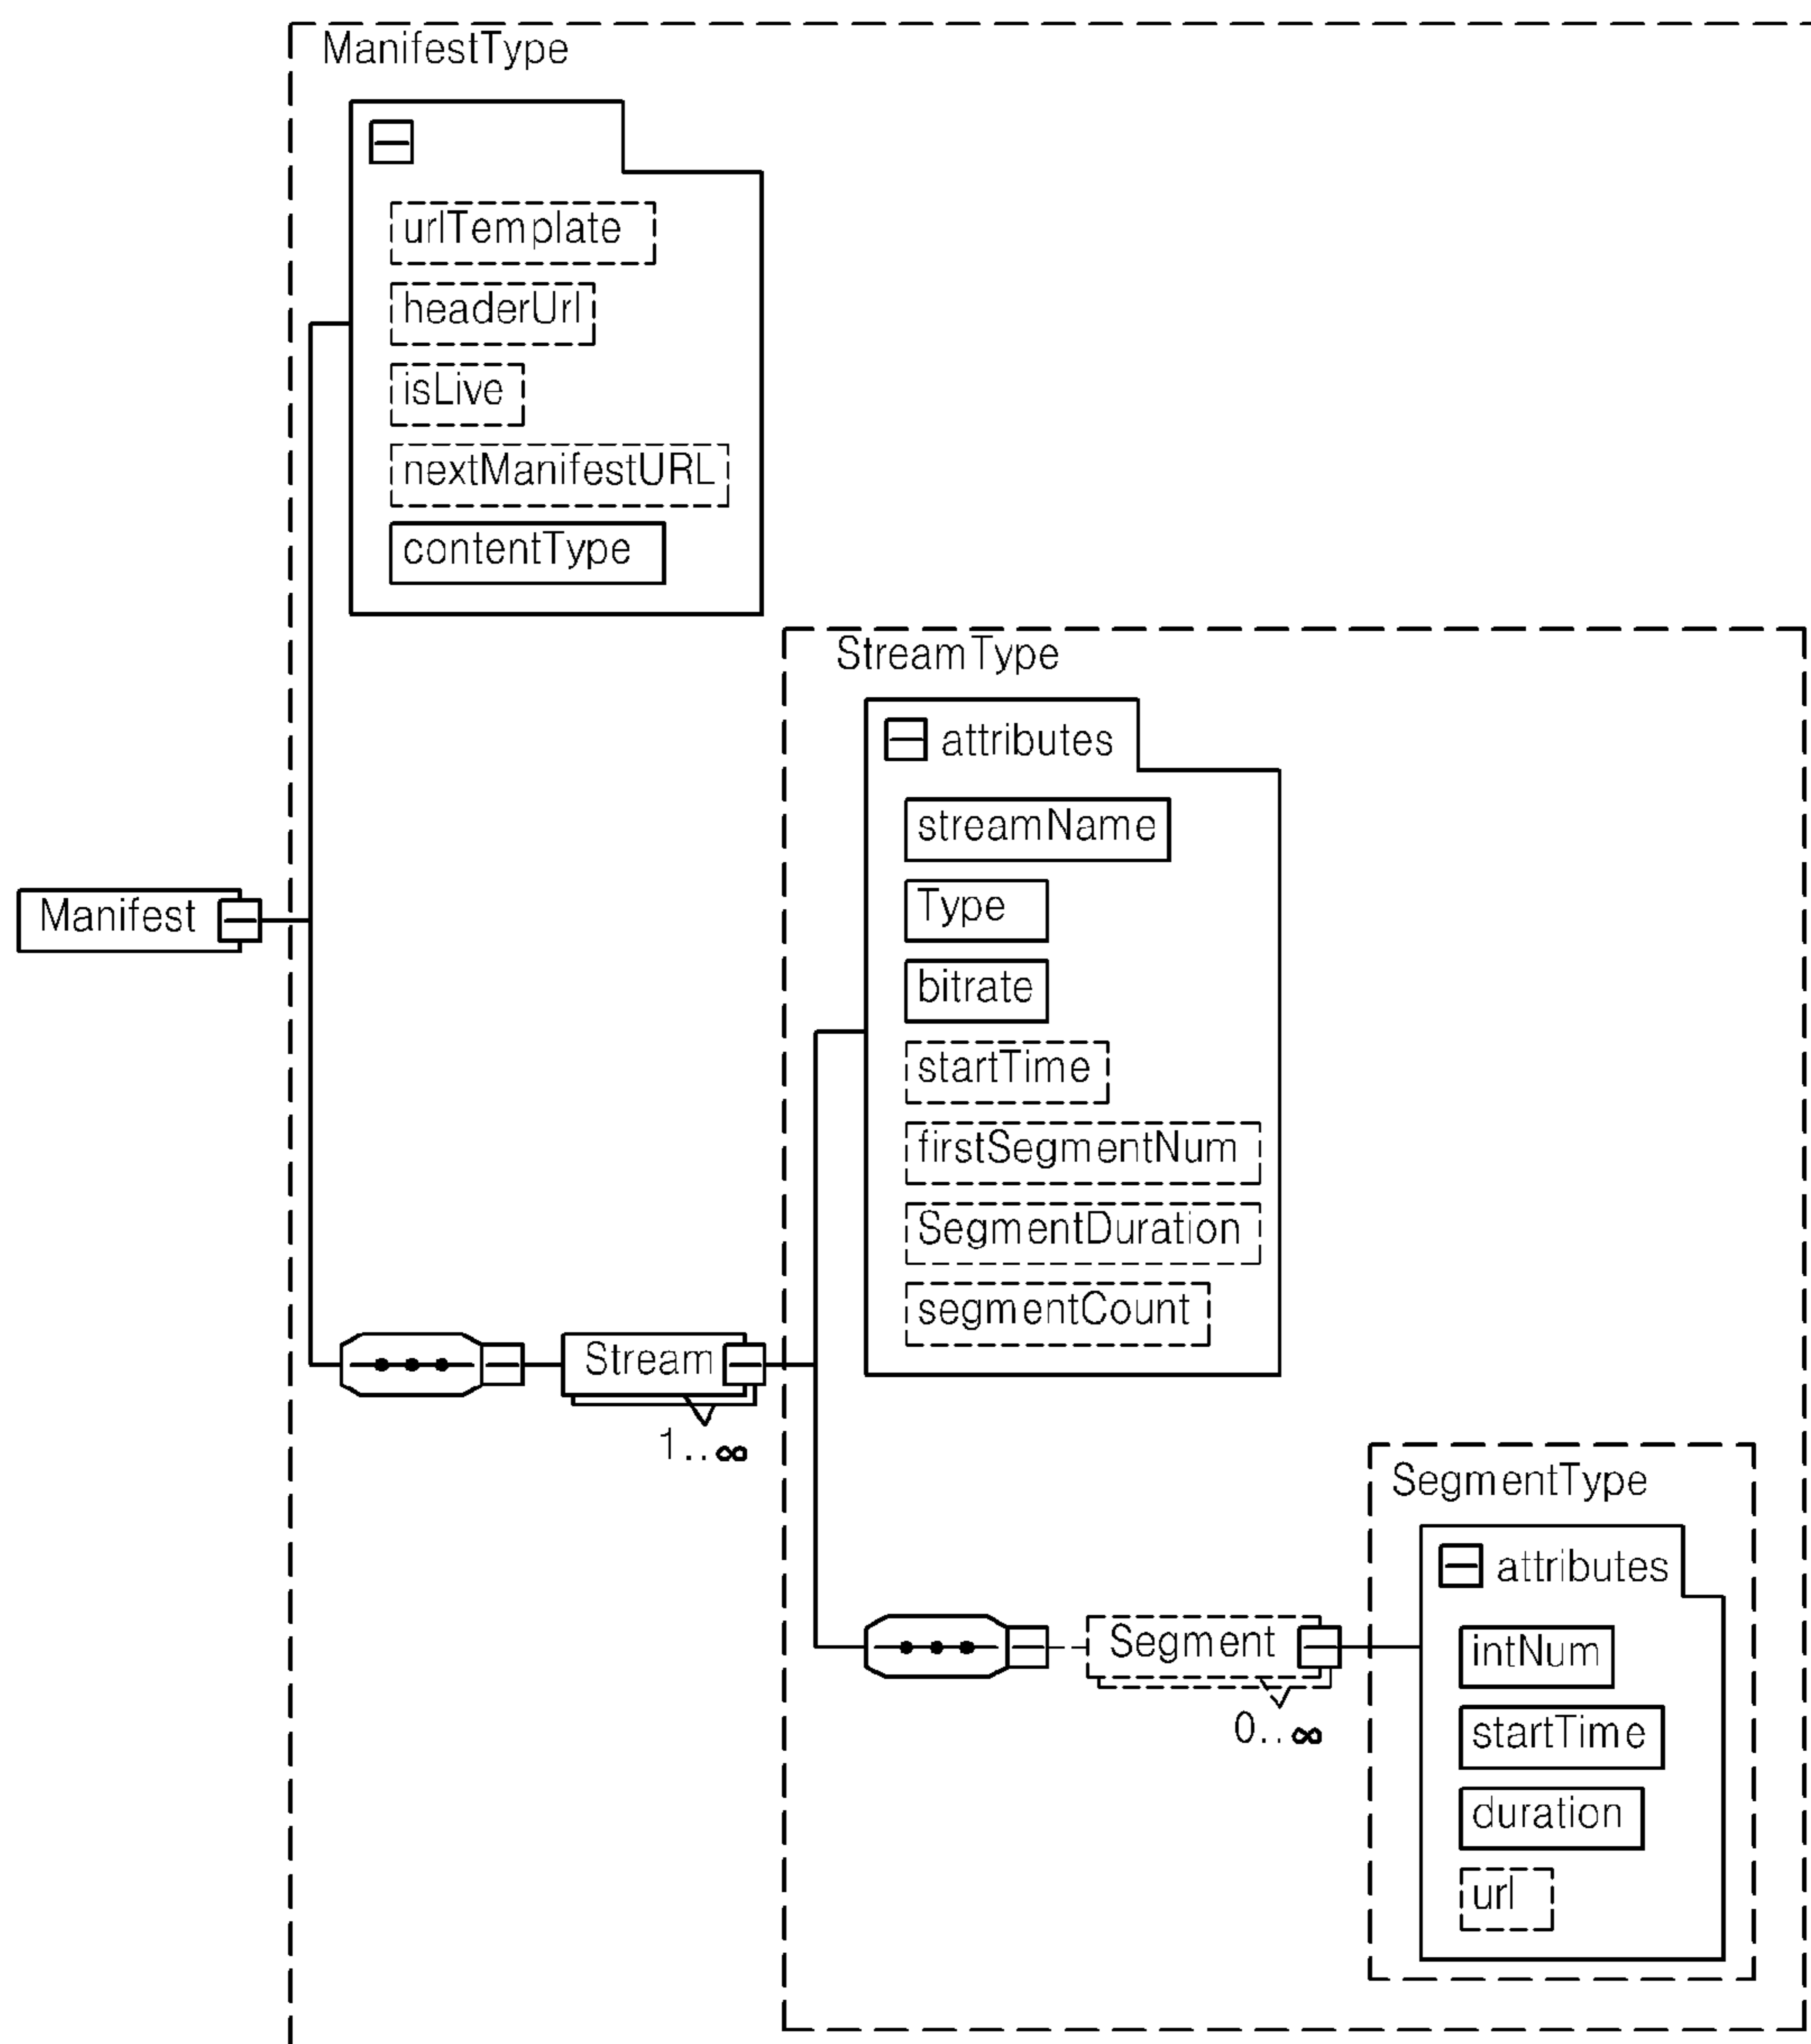 ManifestType
urlTemplate
headerUrl
isLive
nextManifestURL
contentType
StreamType
attributes
streamName
Type
bitrate
startTime
firstSegmentNum
SegmentDuration
segmentCount
Manifest
Stream
1..∞
SegmentType
attributes
Segment
0..∞
intNum
startTime
duration
url